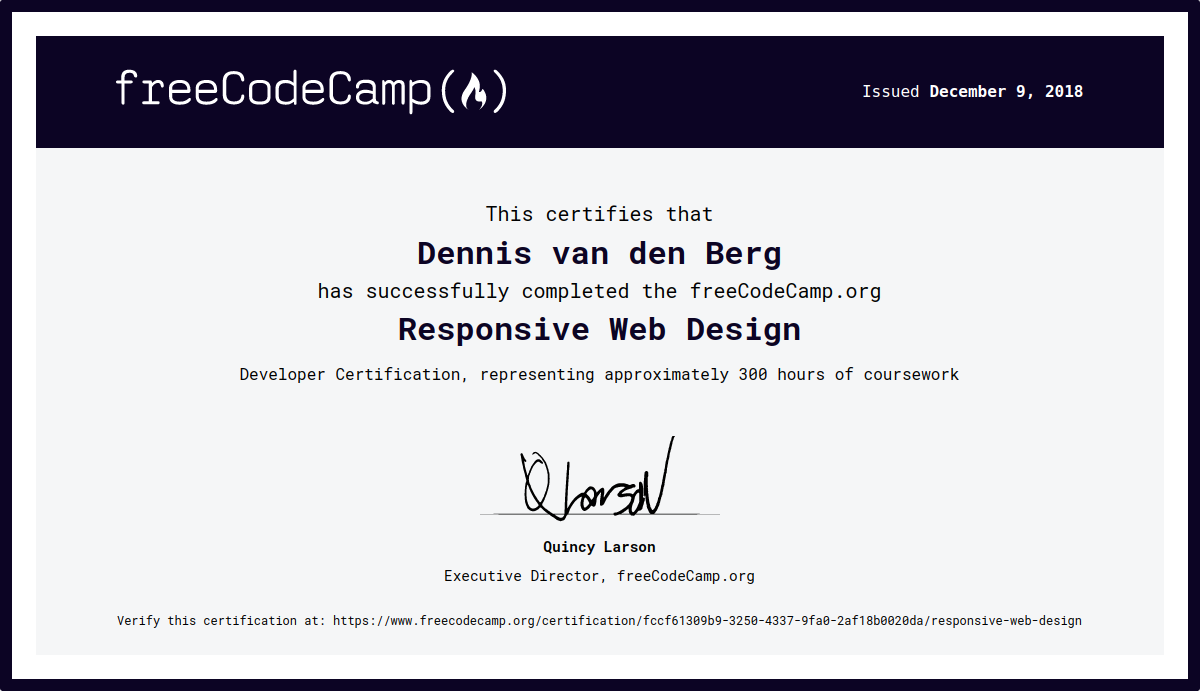 freeCodeCamp(🔥)
Issued December 9, 2018
This certifies that
Dennis van den Berg
has successfully completed the freeCodeCamp.org
Responsive Web Design
Developer Certification, representing approximately 300 hours of coursework
Q Larson
Quincy Larson
Executive Director, freeCodeCamp.org
Verify this certification at: https://www.freecodecamp.org/certification/fccf61309b9-3250-4337-9fa0-2af18b0020da/responsive-web-design